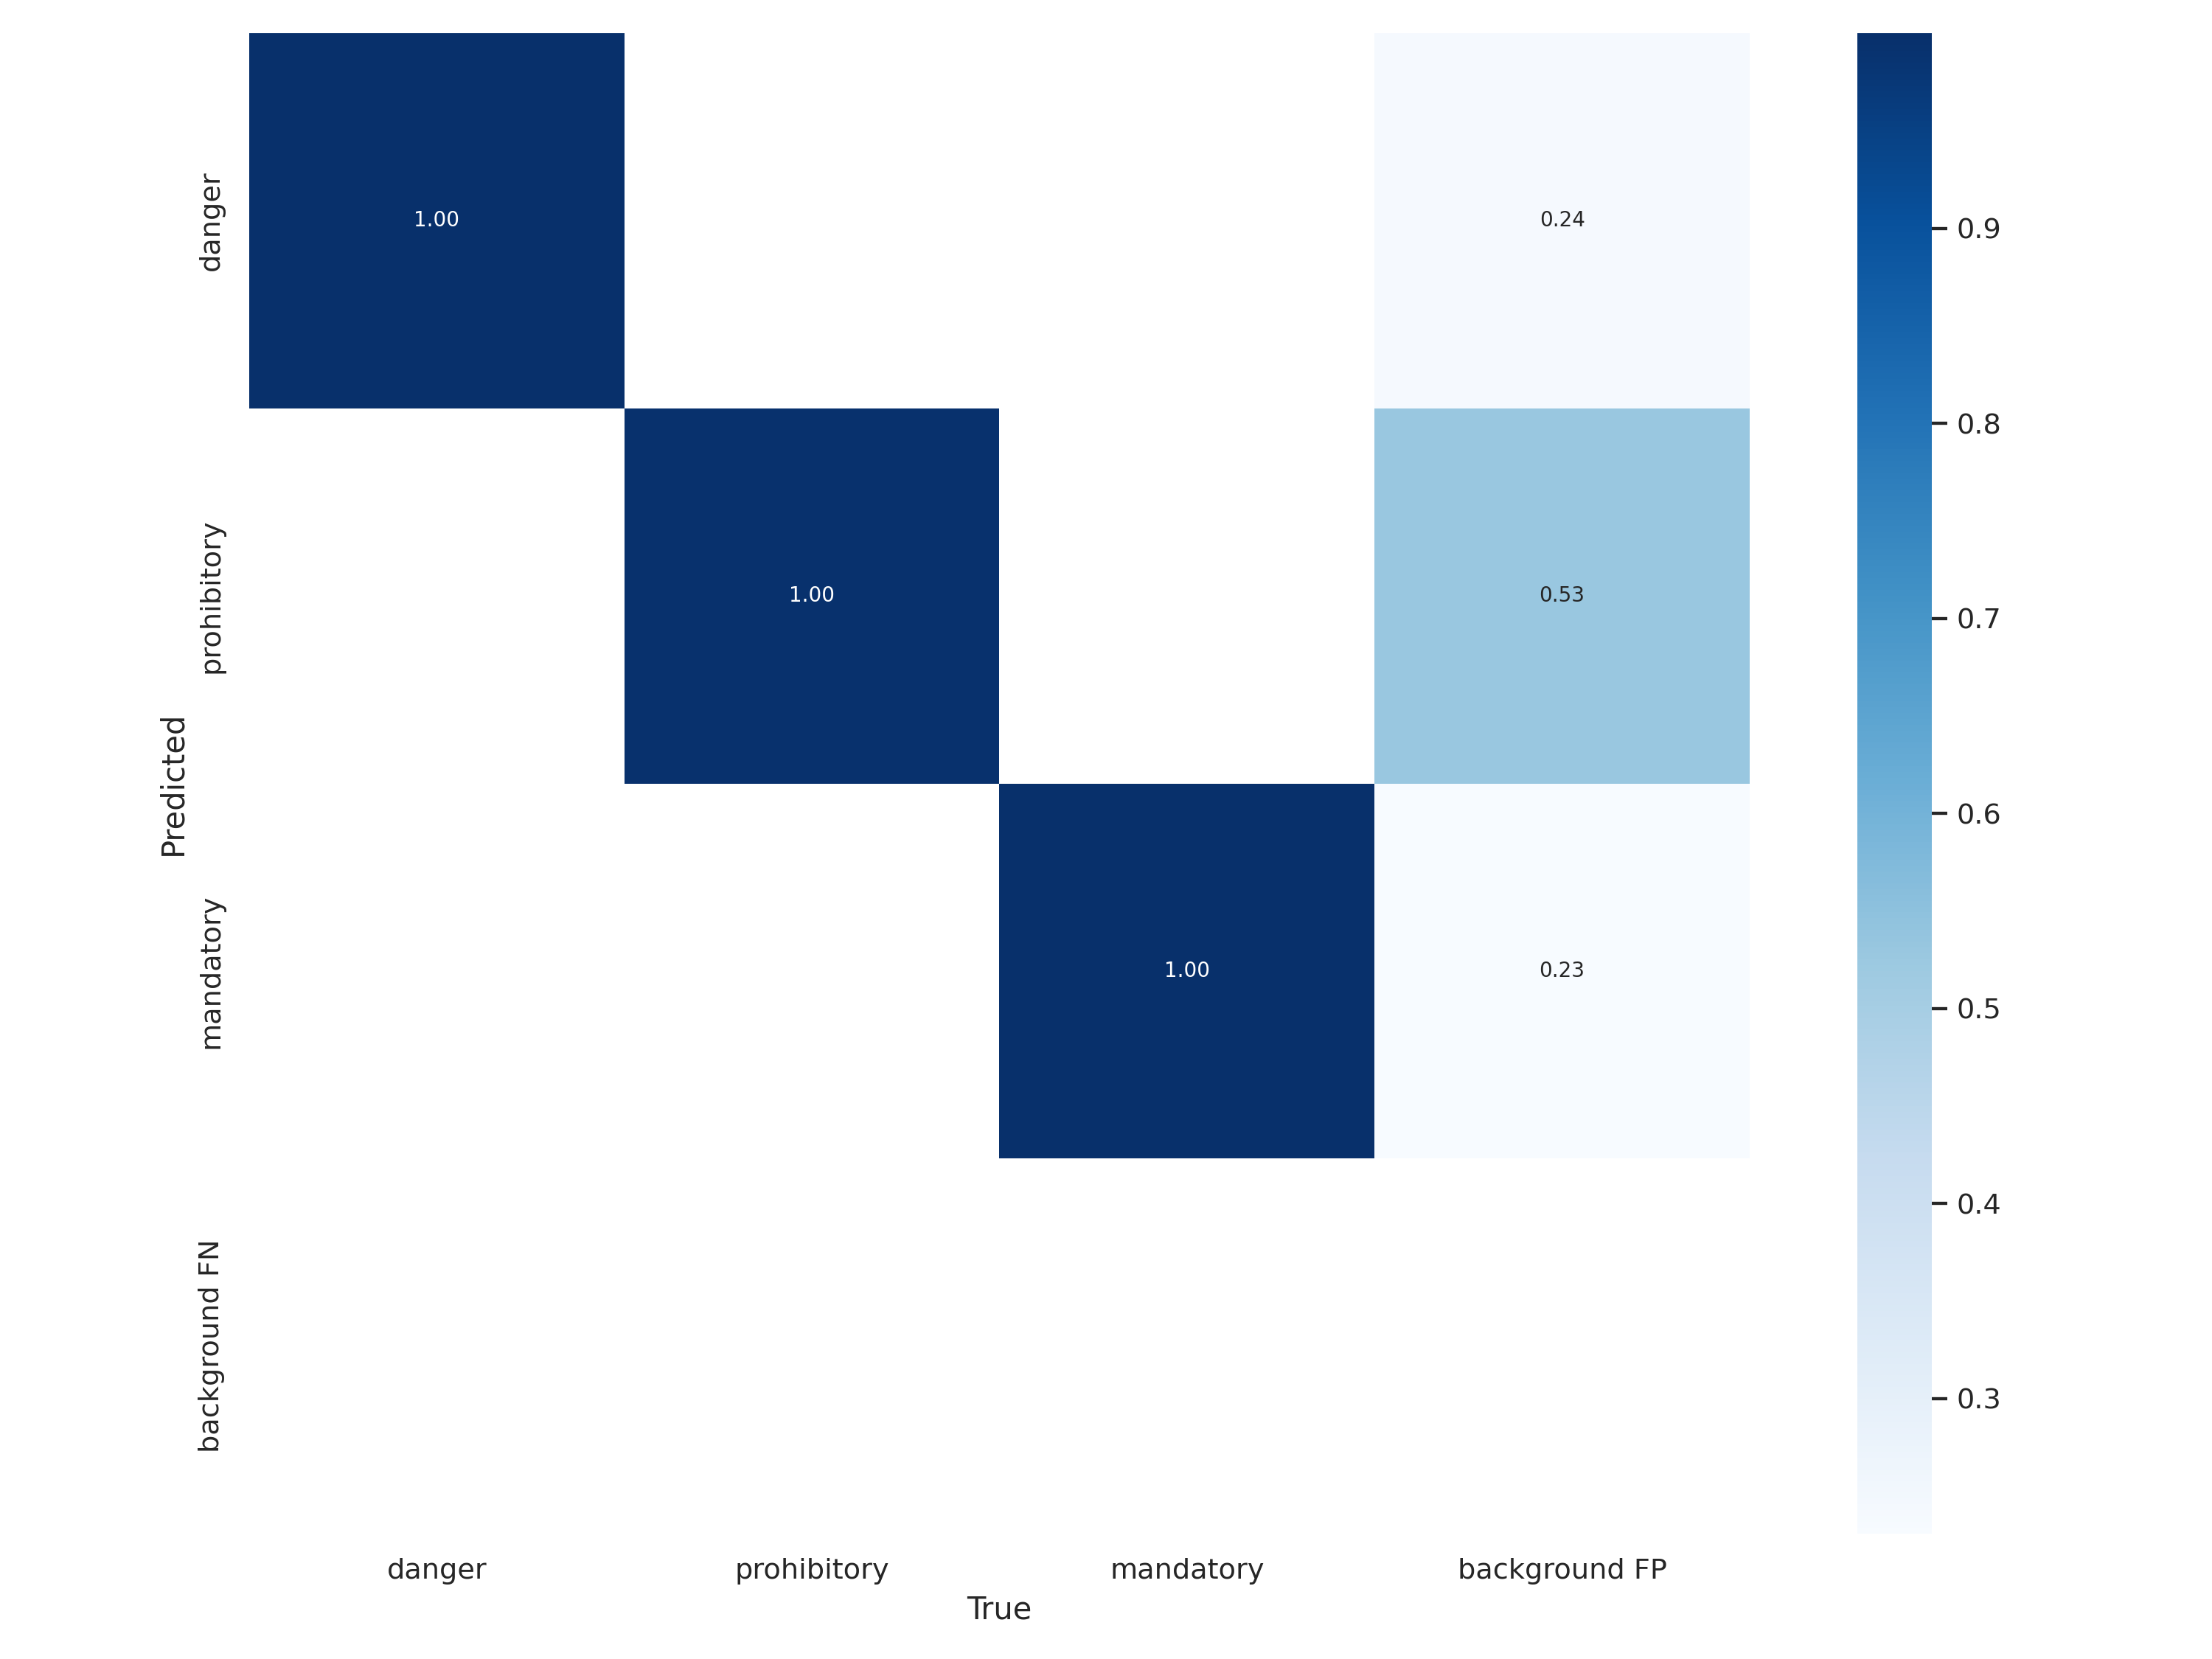 danger
1.00
0.24
prohibitory
1.00
0.53
mandatory
1.00
0.23
background FN
Predicted
danger
prohibitory
mandatory
background FP
True
0.9
0.8
0.7
0.6
0.5
0.4
0.3